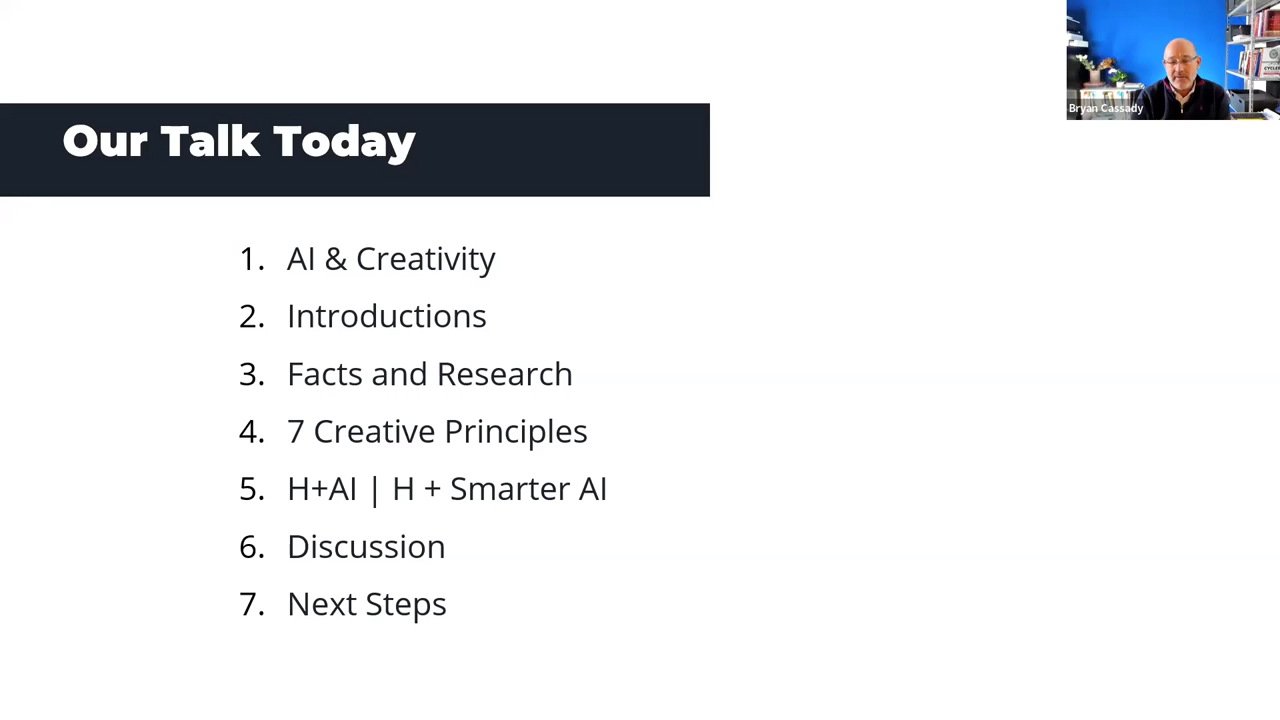 Our Talk Today
1. AI & Creativity
2. Introductions
3. Facts and Research
4. 7 Creative Principles
5. H+AI | H + Smarter AI
6. Discussion
7. Next Steps
Bryan Cassady